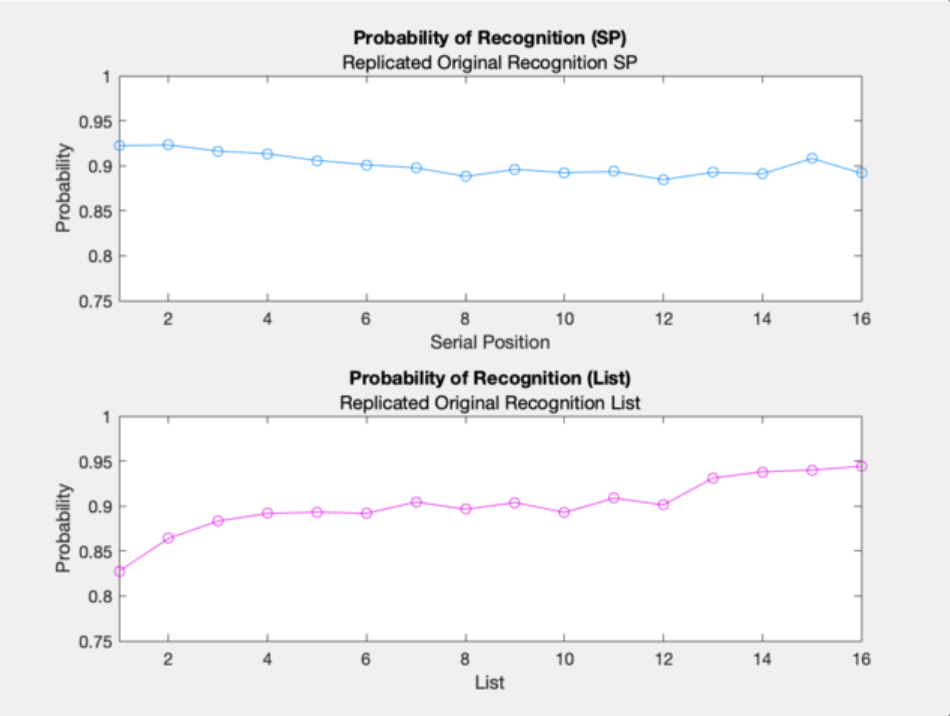 Probability of Recognition (SP)
Replicated Original Recognition SP
1
0.95
0.9
0.85
0.8
0.75
Probability
2 4 6 8 10 12 14 16
Serial Position
Probability of Recognition (List)
Replicated Original Recognition List
1
0.95
0.9
0.85
0.8
0.75
Probability
2 4 6 8 10 12 14 16
List